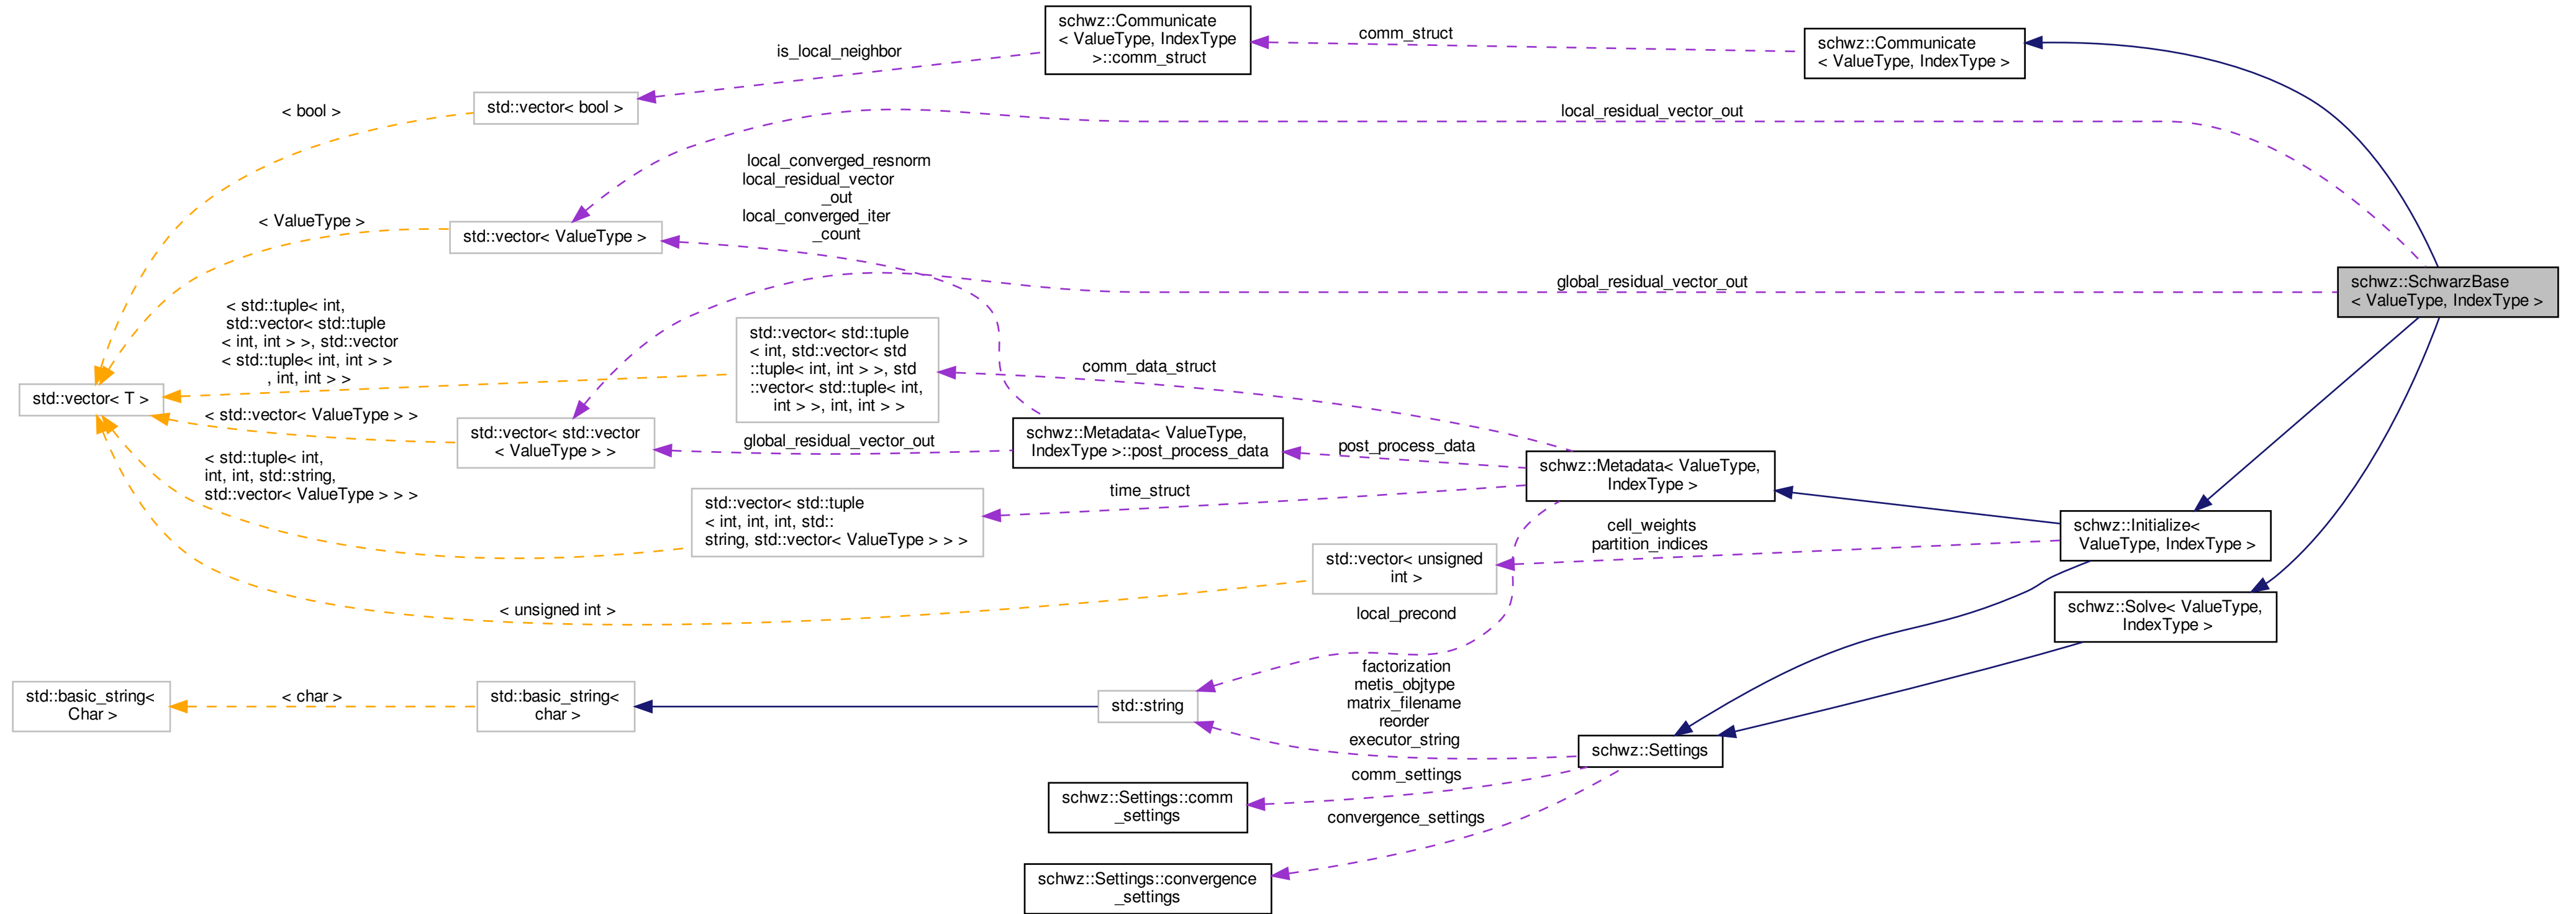 schwz::Communicate
< ValueType, IndexType
>::comm_struct
comm_struct
schwz::Communicate
< ValueType, IndexType >
is_local_neighbor
std::vector< bool >
< bool >
local_residual_vector_out
local_converged_resnorm
local_residual_vector
_out
local_converged_iter
_count
< ValueType >
std::vector< ValueType >
global_residual_vector_out
schwz::SchwarzBase
< ValueType, IndexType >
< std::tuple< int,
std::vector< std::tuple
< int, int > >, std::vector
< std::tuple< int, int > >
, int, int > >
std::vector< std::tuple
< int, std::vector< std
::tuple< int, int > >, std
::vector< std::tuple< int,
int > >, int, int > >
comm_data_struct
std::vector< T >
< std::vector< ValueType > >
std::vector< std::vector
< ValueType > >
global_residual_vector_out
schwz::Metadata< ValueType,
IndexType >::post_process_data
post_process_data
schwz::Metadata< ValueType,
IndexType >
< std::tuple< int,
int, int, std::string,
std::vector< ValueType > > >
std::vector< std::tuple
< int, int, int, std::
string, std::vector< ValueType > > >
time_struct
cell_weights
partition_indices
schwz::Initialize<
ValueType, IndexType >
std::vector< unsigned
int >
< unsigned int >
local_precond
schwz::Solve< ValueType,
IndexType >
std::basic_string<
Char >
< char >
std::basic_string<
char >
std::string
factorization
metis_objtype
matrix_filename
reorder
executor_string
schwz::Settings
comm_settings
schwz::Settings::comm
_settings
convergence_settings
schwz::Settings::convergence
_settings